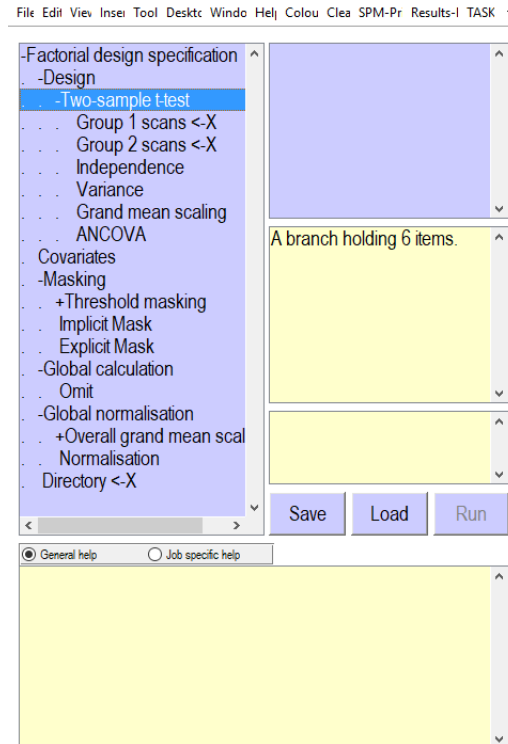 File Edit View Inser Tool Desktc Windo Help Colou Clea SPM-Pr Results-I TASK
-Factorial design specification
. -Design
. . -Two-sample t-test
. . . Group 1 scans <-X
. . . Group 2 scans <-X
. . . Independence
. . . Variance
. . . Grand mean scaling
. . . ANCOVA
. Covariates
. -Masking
. . +Threshold masking
. . Implicit Mask
. . Explicit Mask
. -Global calculation
. . Omit
. -Global normalisation
. . +Overall grand mean scal
. . Normalisation
. Directory <-X
A branch holding 6 items.
Save Load Run
General help Job specific help